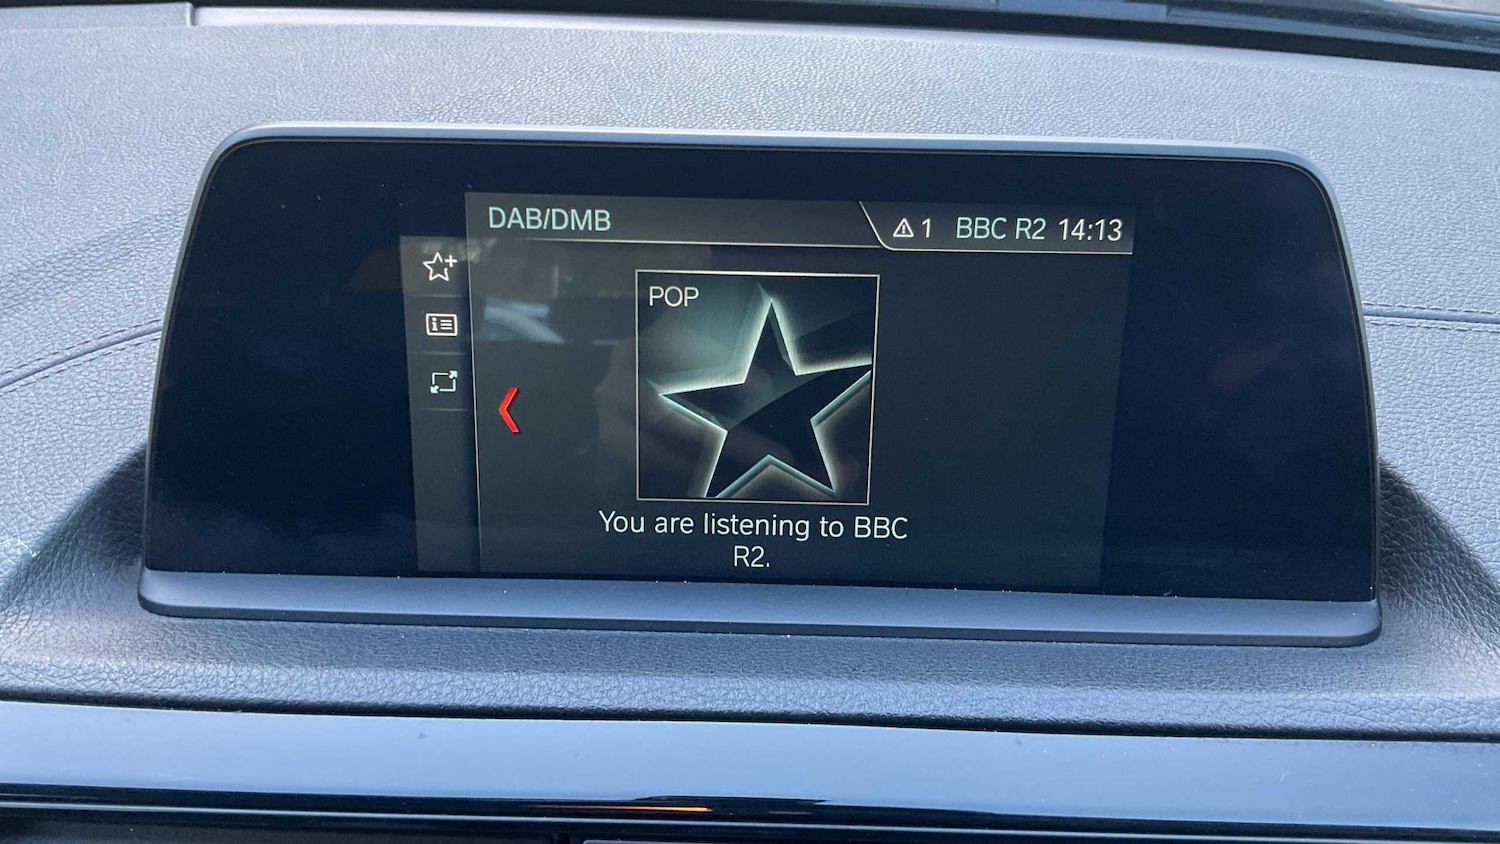 DAB/DMB
1 BBC R2 14:13
POP
You are listening to BBC
R2.